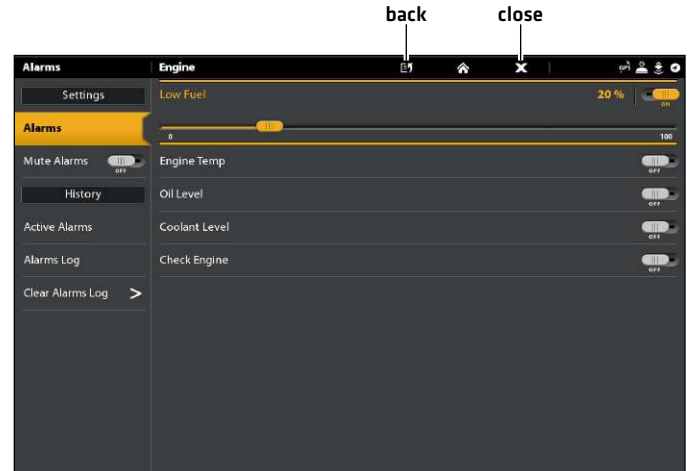 back close
Alarms Engine GPS
Settings Low Fuel 20 % ON
Alarms
0 100
Mute Alarms OFF Engine Temp OFF
History Oil Level OFF
Active Alarms Coolant Level OFF
Alarms Log Check Engine OFF
Clear Alarms Log >